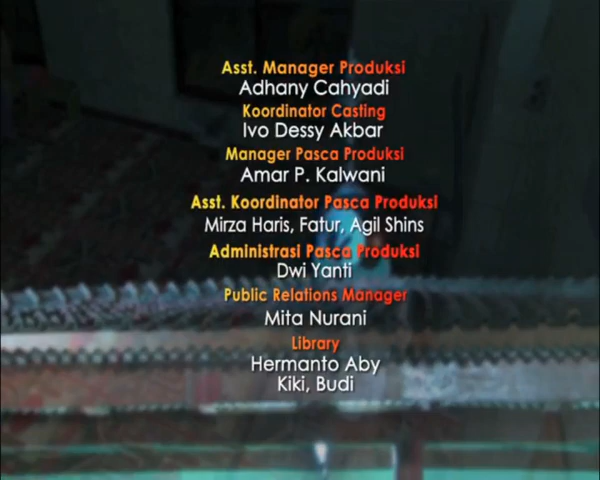 Asst. Manager Produksi
Adhany Cahyadi
Koordinator Casting
Ivo Dessy Akbar
Manager Pasca Produksi
Amar P. Kalwani
Asst. Koordinator Pasca Produksi
Mirza Haris, Fatur, Agil Shins
Administrasi Pasca Produksi
Dwi Yanti
Public Relations Manager
Mita Nurani
Library
Hermanto Aby
Kiki, Budi